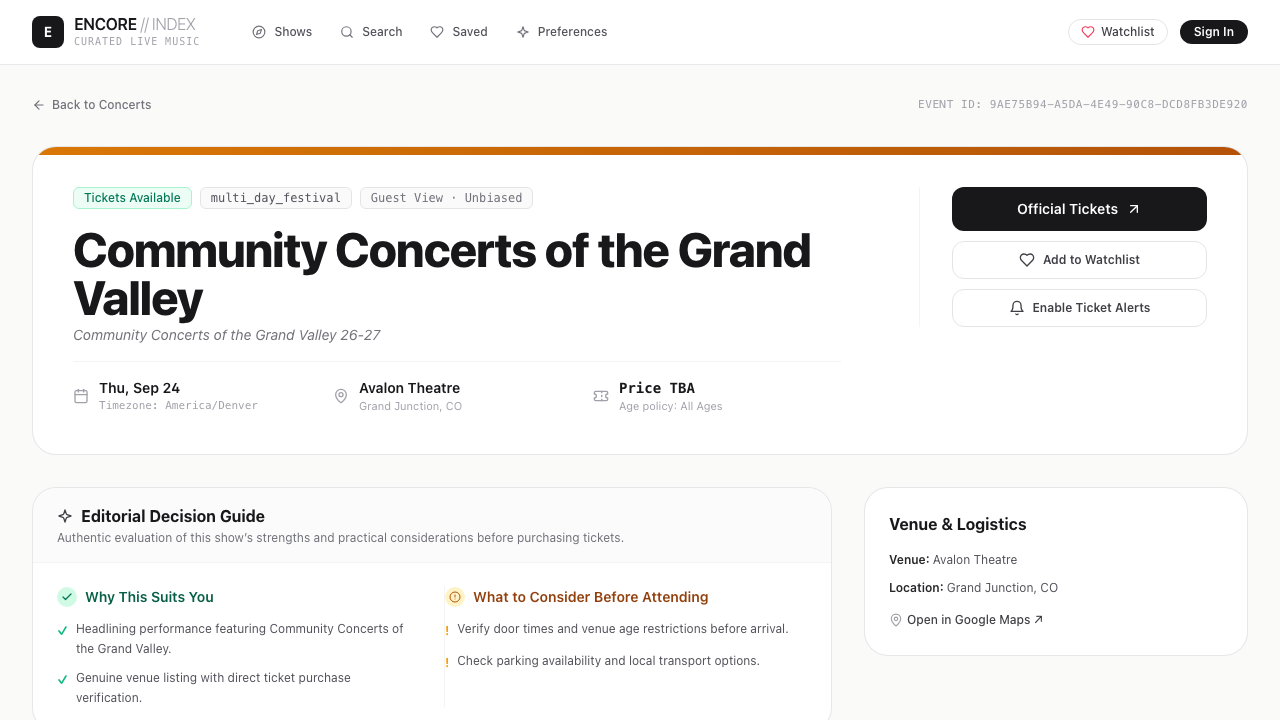 E
ENCORE // INDEX
CURATED LIVE MUSIC
Shows
Search
Saved
Preferences
Watchlist
Sign In
Back to Concerts
EVENT ID: 9AE75B94-A5DA-4E49-90C8-DCD8FB3DE920
Tickets Available
multi_day_festival
Guest View · Unbiased
Community Concerts of the Grand
Valley
Community Concerts of the Grand Valley 26-27
Thu, Sep 24
Timezone: America/Denver
Avalon Theatre
Grand Junction, CO
Price TBA
Age policy: All Ages
Official Tickets
Add to Watchlist
Enable Ticket Alerts
Editorial Decision Guide
Authentic evaluation of this show's strengths and practical considerations before purchasing tickets.
Why This Suits You
Headlining performance featuring Community Concerts of
the Grand Valley.
Genuine venue listing with direct ticket purchase
verification.
What to Consider Before Attending
! Verify door times and venue age restrictions before arrival.
! Check parking availability and local transport options.
Venue & Logistics
Venue: Avalon Theatre
Location: Grand Junction, CO
Open in Google Maps